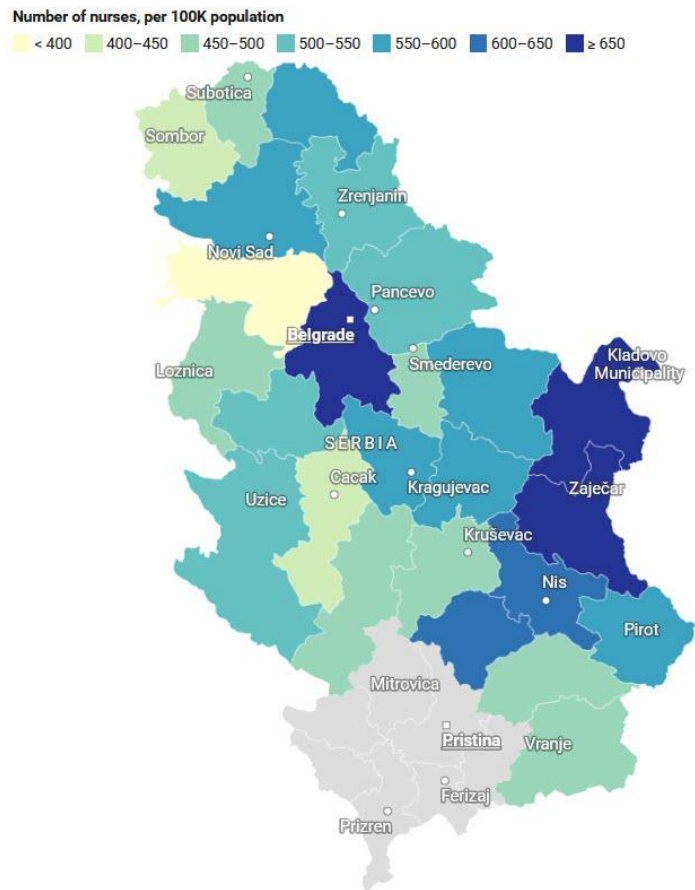 Number of nurses, per 100K population
< 400 400–450 450–500 500–550 550–600 600–650 ≥ 650
Subotica
Sombor
Zrenjanin
Novi Sad
Pancevo
Belgrade
Smederevo
Kladovo
Municipality
Loznica
SERBIA
Cacak
Kragujevac
Zaječar
Uzice
Kruševac
Nis
Pirot
Mitrovica
Pristina
Vranje
Ferizaj
Prizren